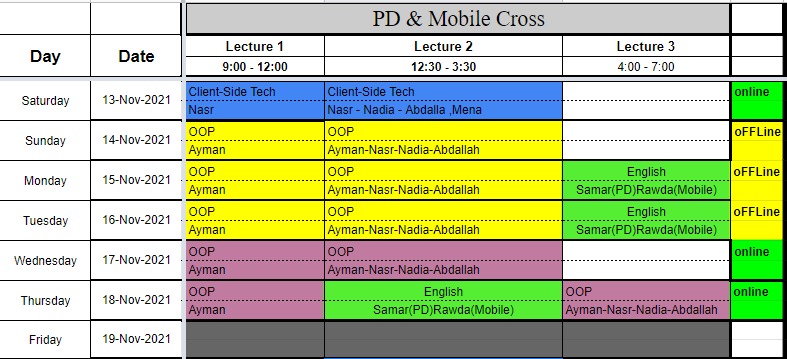 PD & Mobile Cross
Day Date Lecture 1 Lecture 2 Lecture 3
9:00 - 12:00 12:30 - 3:30 4:00 - 7:00
Saturday 13-Nov-2021 Client-Side Tech Client-Side Tech online
Nasr Nasr - Nadia - Abdalla ,Mena
Sunday 14-Nov-2021 OOP OOP oFFLine
Ayman Ayman-Nasr-Nadia-Abdallah
Monday 15-Nov-2021 OOP OOP English oFFLine
Ayman Ayman-Nasr-Nadia-Abdallah Samar(PD)Rawda(Mobile)
Tuesday 16-Nov-2021 OOP OOP English oFFLine
Ayman Ayman-Nasr-Nadia-Abdallah Samar(PD)Rawda(Mobile)
Wednesday 17-Nov-2021 OOP OOP online
Ayman Ayman-Nasr-Nadia-Abdallah
Thursday 18-Nov-2021 OOP English OOP online
Ayman Samar(PD)Rawda(Mobile) Ayman-Nasr-Nadia-Abdallah
Friday 19-Nov-2021